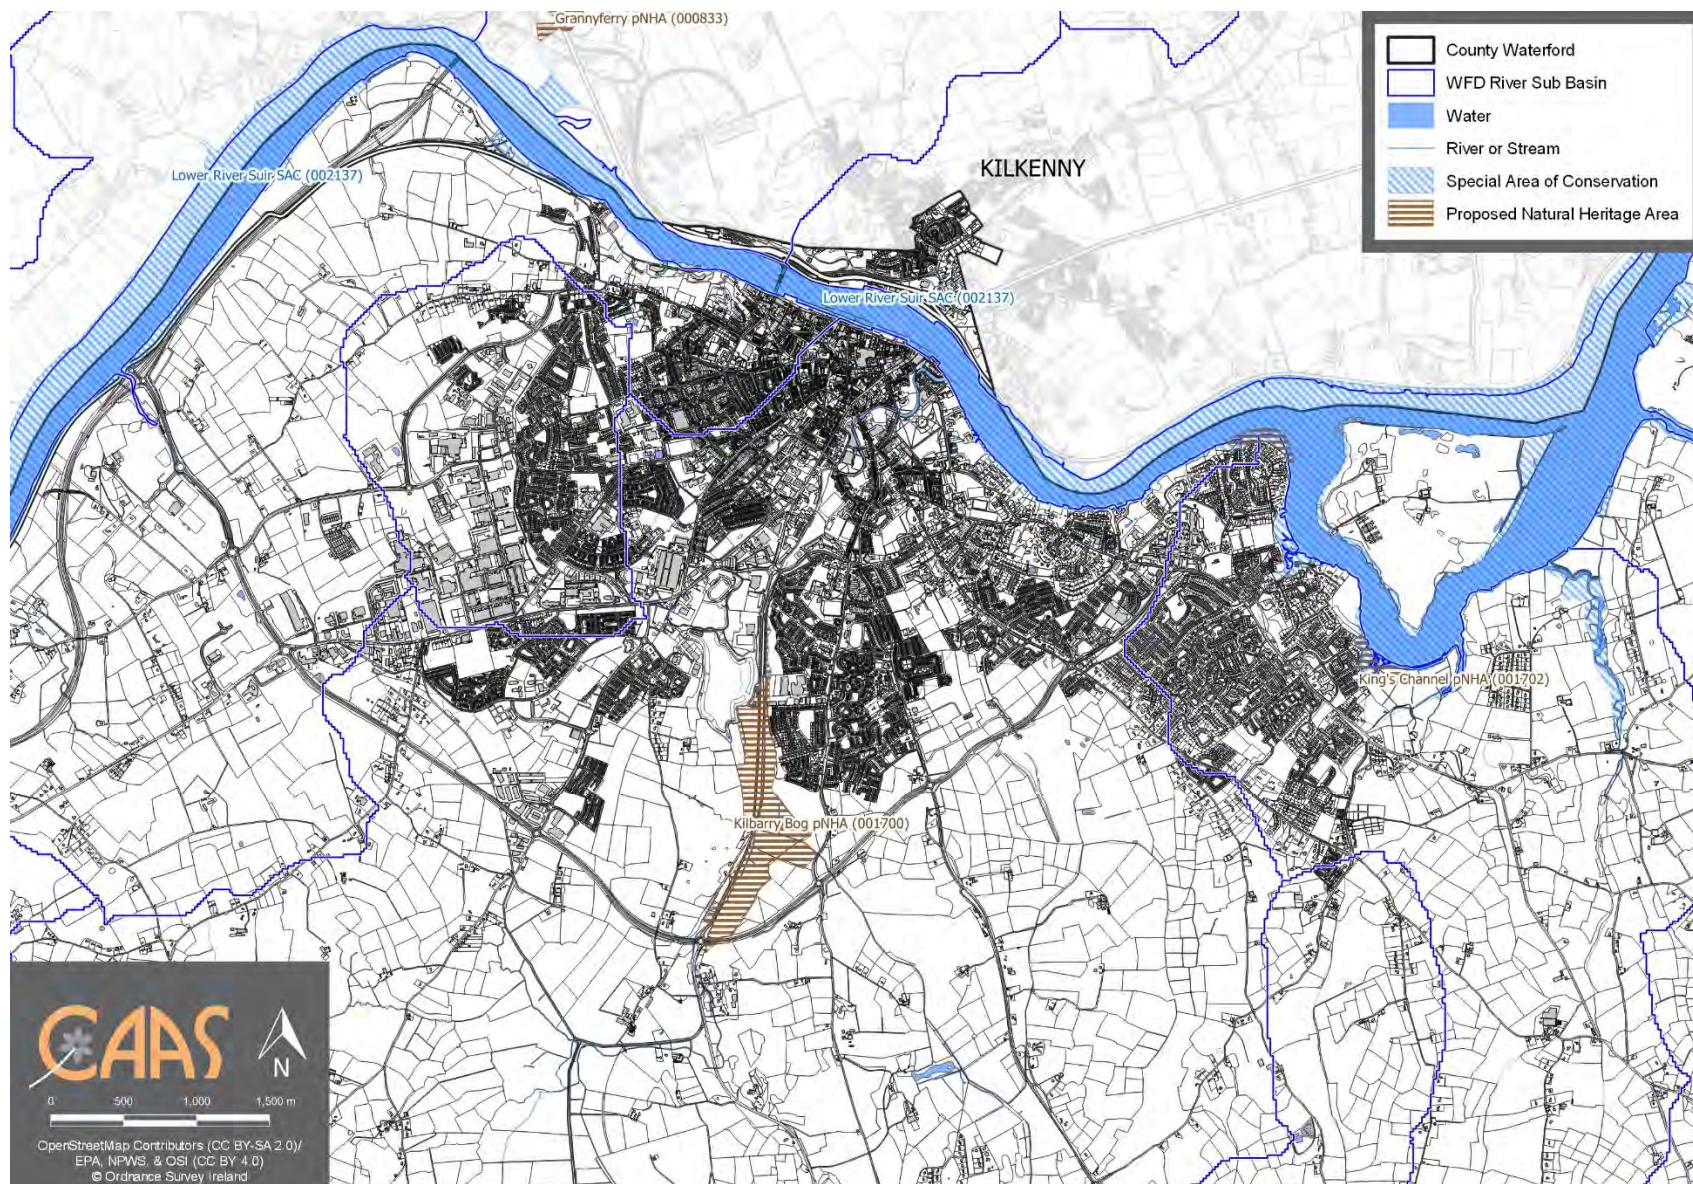 Grannyferry pNHA (000833)
County Waterford
WFD River Sub Basin
Water
River or Stream
Special Area of Conservation
Proposed Natural Heritage Area
KILKENNY
Lower River Suir SAC (002137)
Lower River Suir SAC (002137)
King's Channel pNHA (001702)
Kilbarry Bog pNHA (001700)
CAAS
N
0 500 1,000 1,500 m
OpenStreetMap Contributors (CC BY-SA 2.0)/
EPA, NPWS, & OSI (CC BY 4.0)
© Ordnance Survey Ireland